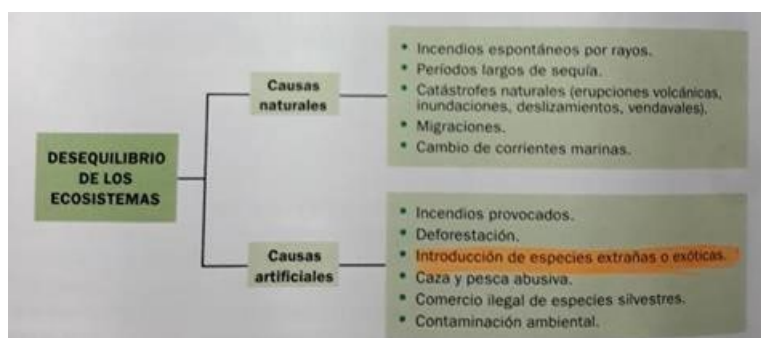 DESEQUILIBRIO
DE LOS
ECOSISTEMAS
Causas
naturales
• Incendios espontáneos por rayos.
• Períodos largos de sequía.
• Catástrofes naturales (erupciones volcánicas,
inundaciones, deslizamientos, vendavales).
• Migraciones.
• Cambio de corrientes marinas.
Causas
artificiales
• Incendios provocados.
• Deforestación.
• Introducción de especies extrañas o exóticas.
• Caza y pesca abusiva.
• Comercio ilegal de especies silvestres.
• Contaminación ambiental.